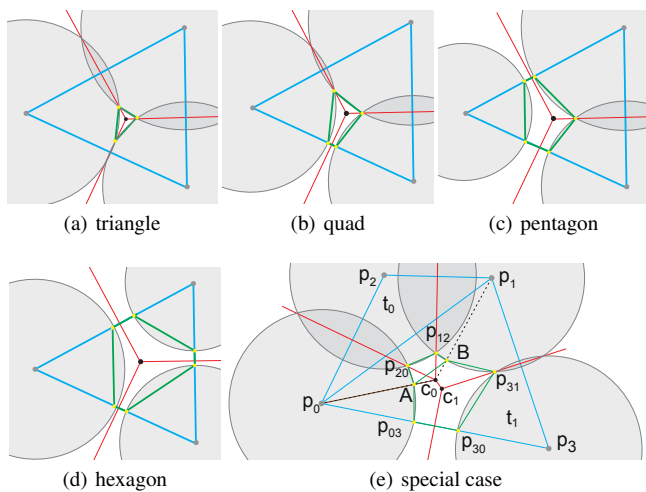 (a) triangle
(b) quad
(c) pentagon
(d) hexagon
p2
p1
t0
p12
B
p20
A
c0
c1
p31
p0
t1
p03
p30
p3
(e) special case